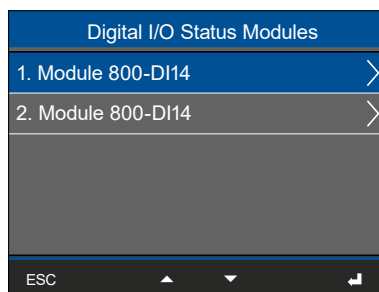 Digital I/O Status Modules
1. Module 800-DI14
2. Module 800-DI14
ESC